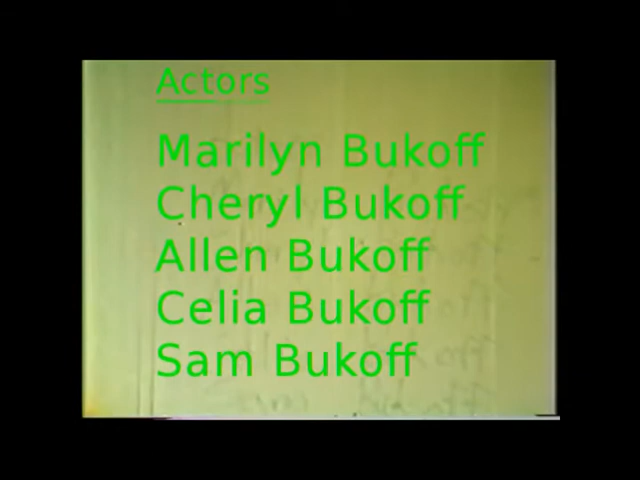 Actors
Marilyn Bukoff
Cheryl Bukoff
Allen Bukoff
Celia Bukoff
Sam Bukoff